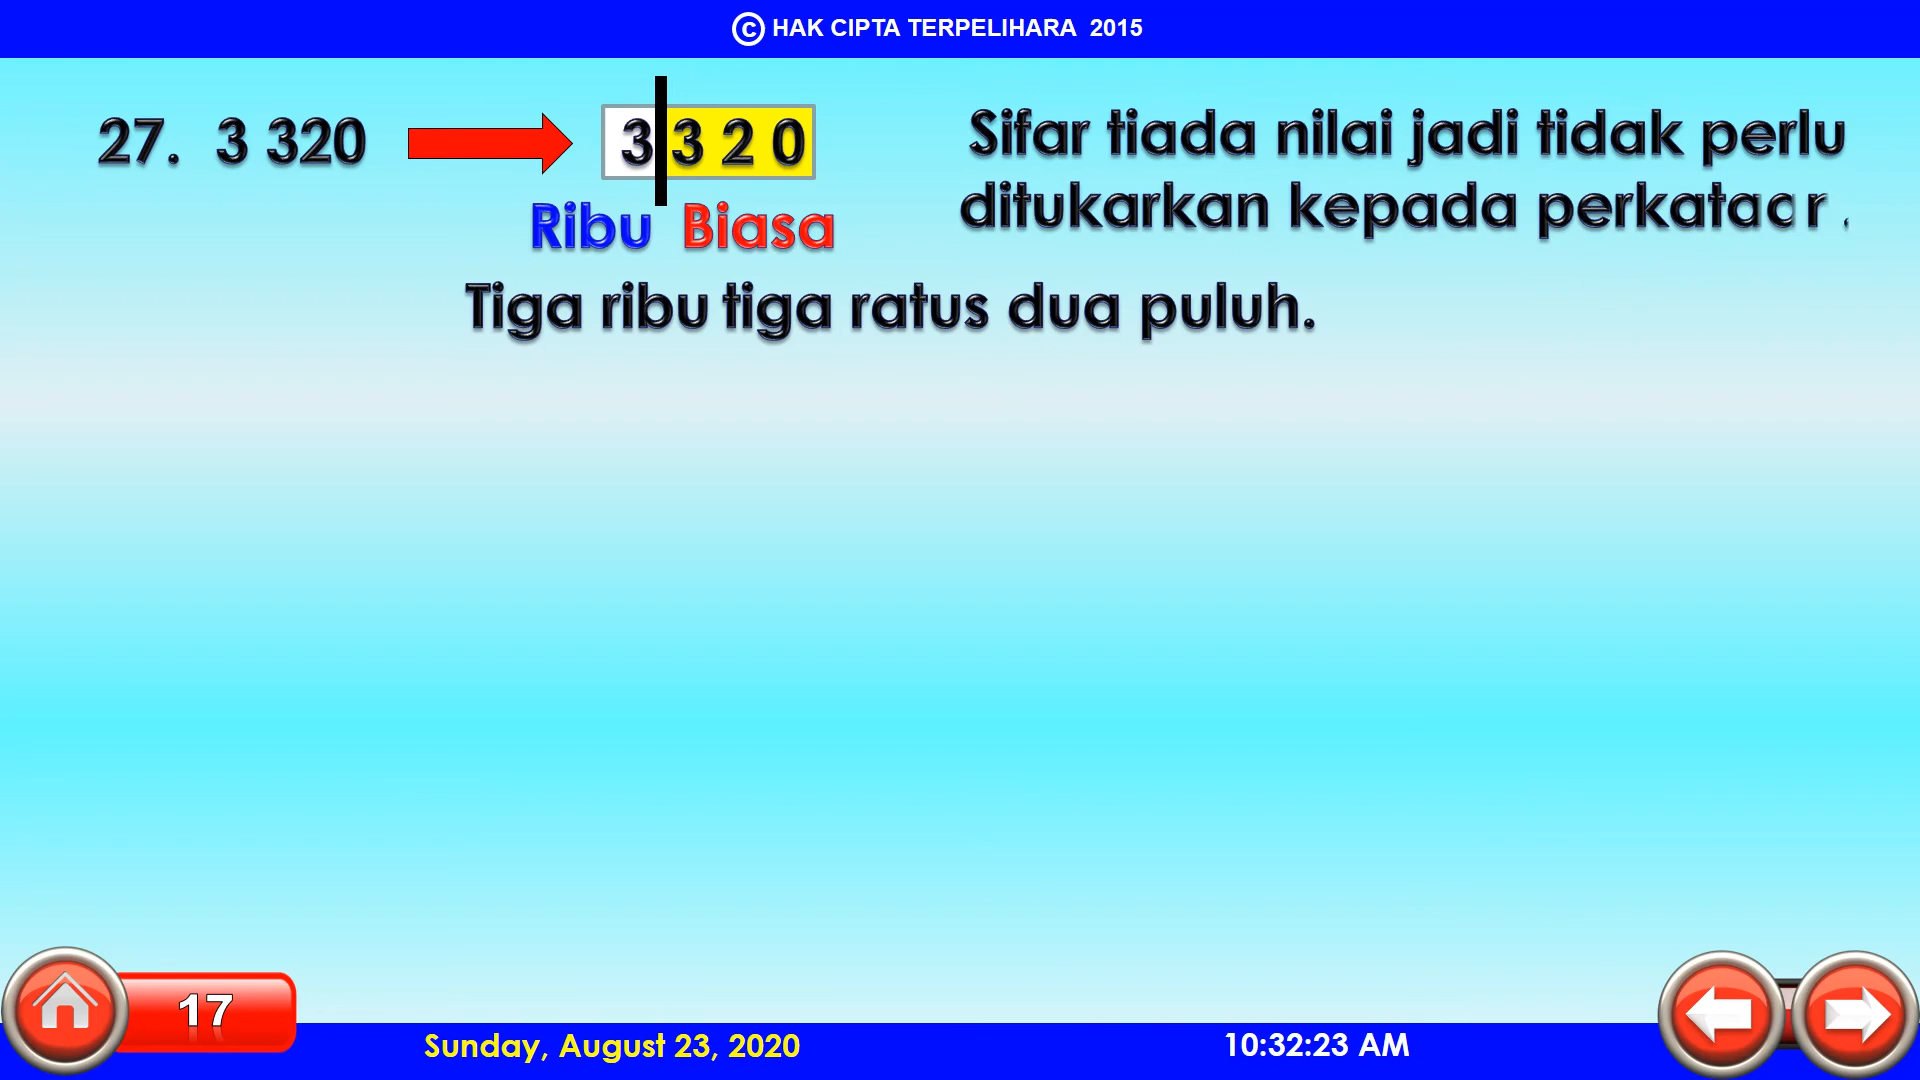 © HAK CIPTA TERPELIHARA 2015
27. 3 320
3 3 2 0
Ribu Biasa
Sifar tiada nilai jadi tidak perlu
ditukarkan kepada
Tiga ribu tiga ratus dua puluh.
17
Sunday, August 23, 2020
10:32:23 AM